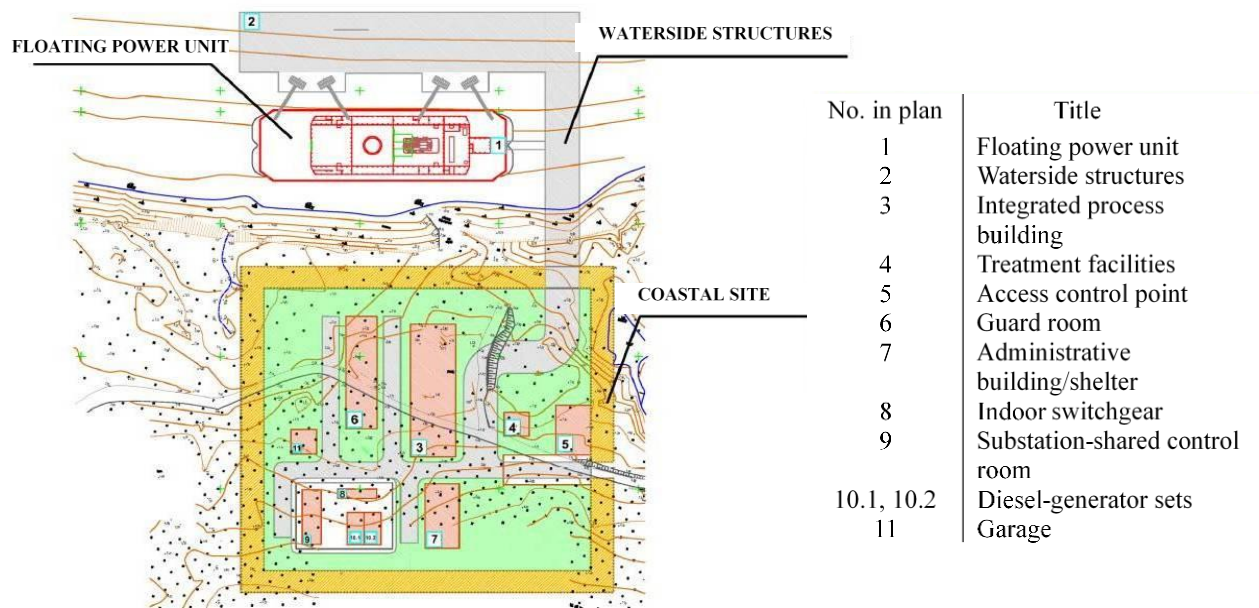 2
FLOATING POWER UNIT
WATERSIDE STRUCTURES
1
COASTAL SITE
6
3
4
5
11
8
9
10.1 10.2
7
No. in plan Title
1 Floating power unit
2 Waterside structures
3 Integrated process
building
4 Treatment facilities
5 Access control point
6 Guard room
7 Administrative
building/shelter
8 Indoor switchgear
9 Substation-shared control
room
10.1, 10.2 Diesel-generator sets
11 Garage